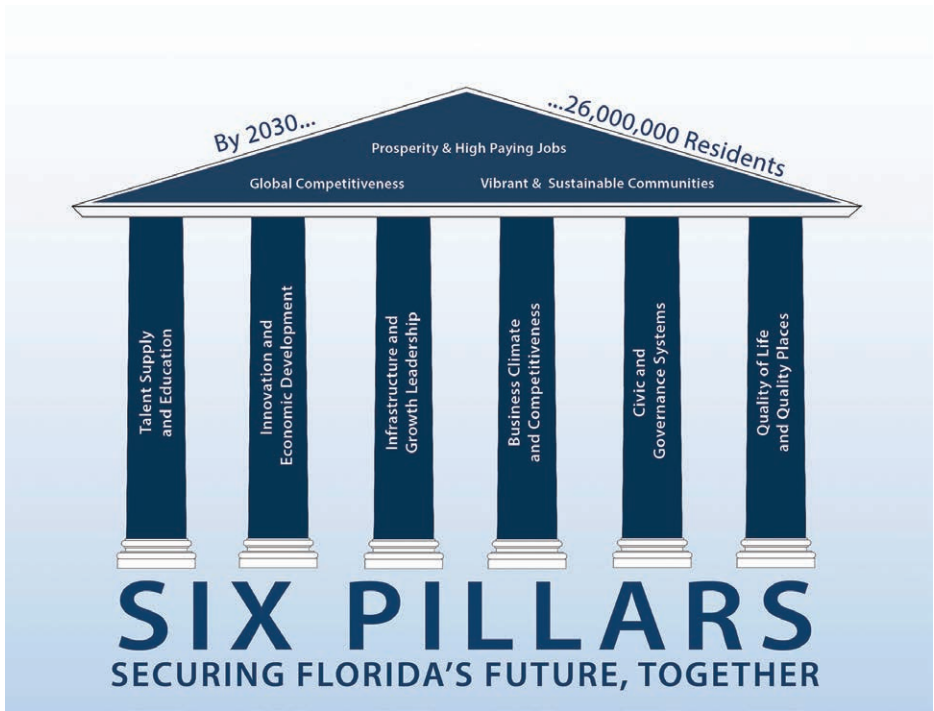 By 2030...
...26,000,000 Residents
Prosperity & High Paying Jobs
Global Competitiveness
Vibrant & Sustainable Communities
Talent Supply
and Education
Innovation and
Economic Development
Infrastructure and
Growth Leadership
Business Climate
and Competitiveness
Civic and
Governance Systems
Quality of Life
and Quality Places
SIX PILLARS
SECURING FLORIDA'S FUTURE, TOGETHER